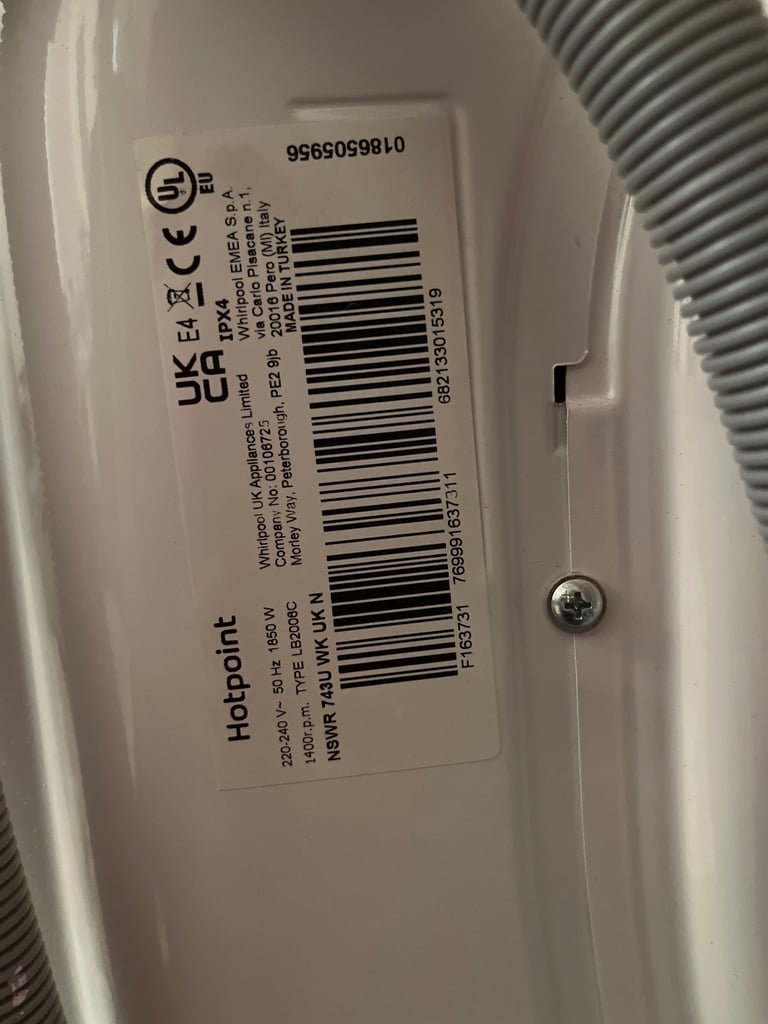 Hotpoint
220-240 V~ 50 Hz 1850 W
1400r.p.m. TYPE LB2006C
NSWR 743U WK UK N
UK
CA
E4
IPX4
CE
UL
EU
Whirlpool UK Appliances Limited
Company No: 00106725
Morley Way, Peterborough, PE2 9jb
Whirlpool EMEA S.p.A.
via Carlo Pisacane n.1,
20016 Pero (MI) Italy
MADE IN TURKEY
F163731 769991637311 682133015319
0186505956